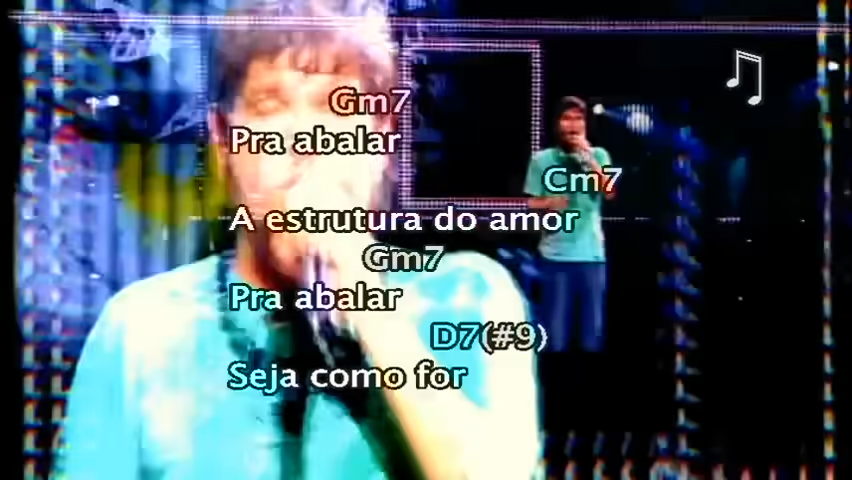 Gm7
Pra abalar
Cm7
A estrutura do amor
Gm7
Pra abalar
D7(#9)
Seja como for